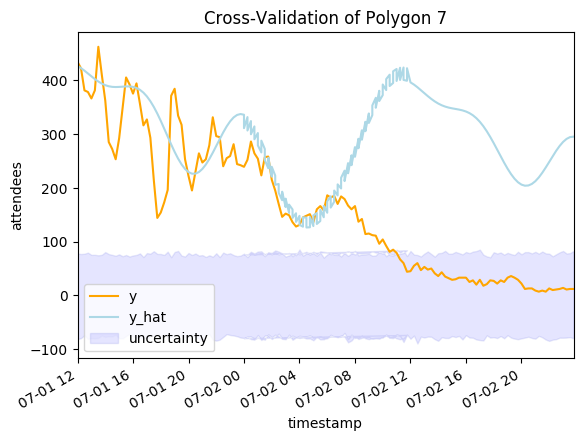 Cross-Validation of Polygon 7
attendees
400
300
200
100
0
−100
y
y_hat
uncertainty
07-01 12
07-01 16
07-01 20
07-02 00
07-02 04
07-02 08
07-02 12
07-02 16
07-02 20
timestamp